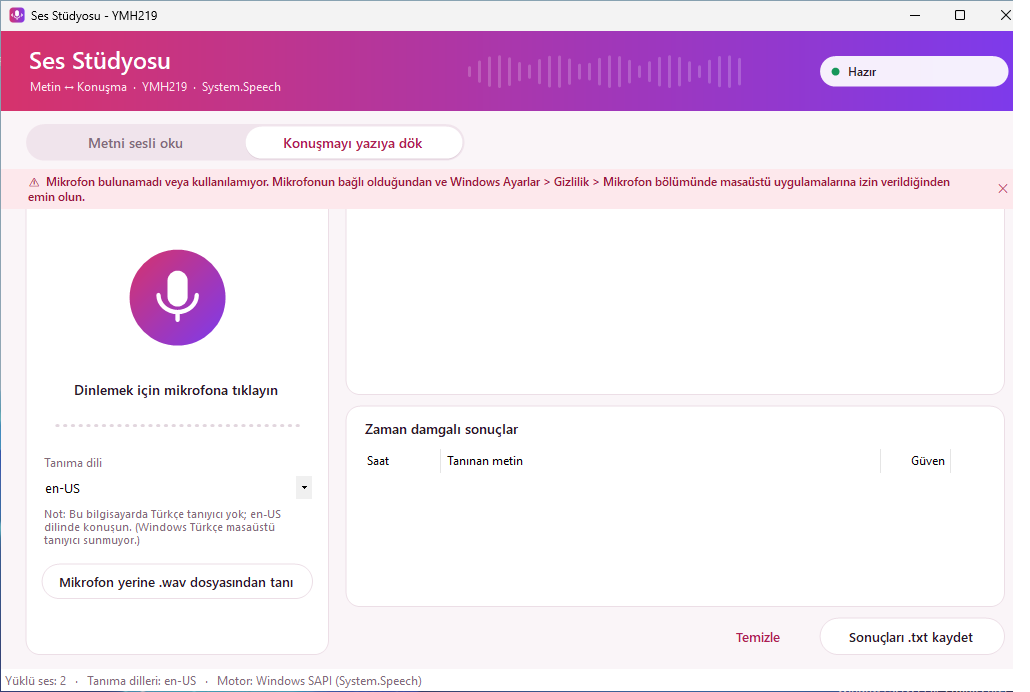 Ses Stüdyosu - YMH219
Ses Stüdyosu
Metin ↔ Konuşma · YMH219 · System.Speech
Hazır
Metni sesli oku
Konuşmayı yazıya dök
⚠ Mikrofon bulunamadı veya kullanılamıyor. Mikrofonun bağlı olduğundan ve Windows Ayarlar > Gizlilik > Mikrofon bölümünde masaüstü uygulamalarına izin verildiğinden
emin olun.
Dinlemek için mikrofona tıklayın
Tanıma dili
en-US
Not: Bu bilgisayarda Türkçe tanıyıcı yok; en-US
dilinde konuşun. (Windows Türkçe masaüstü
tanıyıcı sunmuyor.)
Mikrofon yerine .wav dosyasından tanı
Zaman damgalı sonuçlar
Saat Tanınan metin Güven
Temizle
Sonuçları .txt kaydet
Yüklü ses: 2 · Tanıma dilleri: en-US · Motor: Windows SAPI (System.Speech)